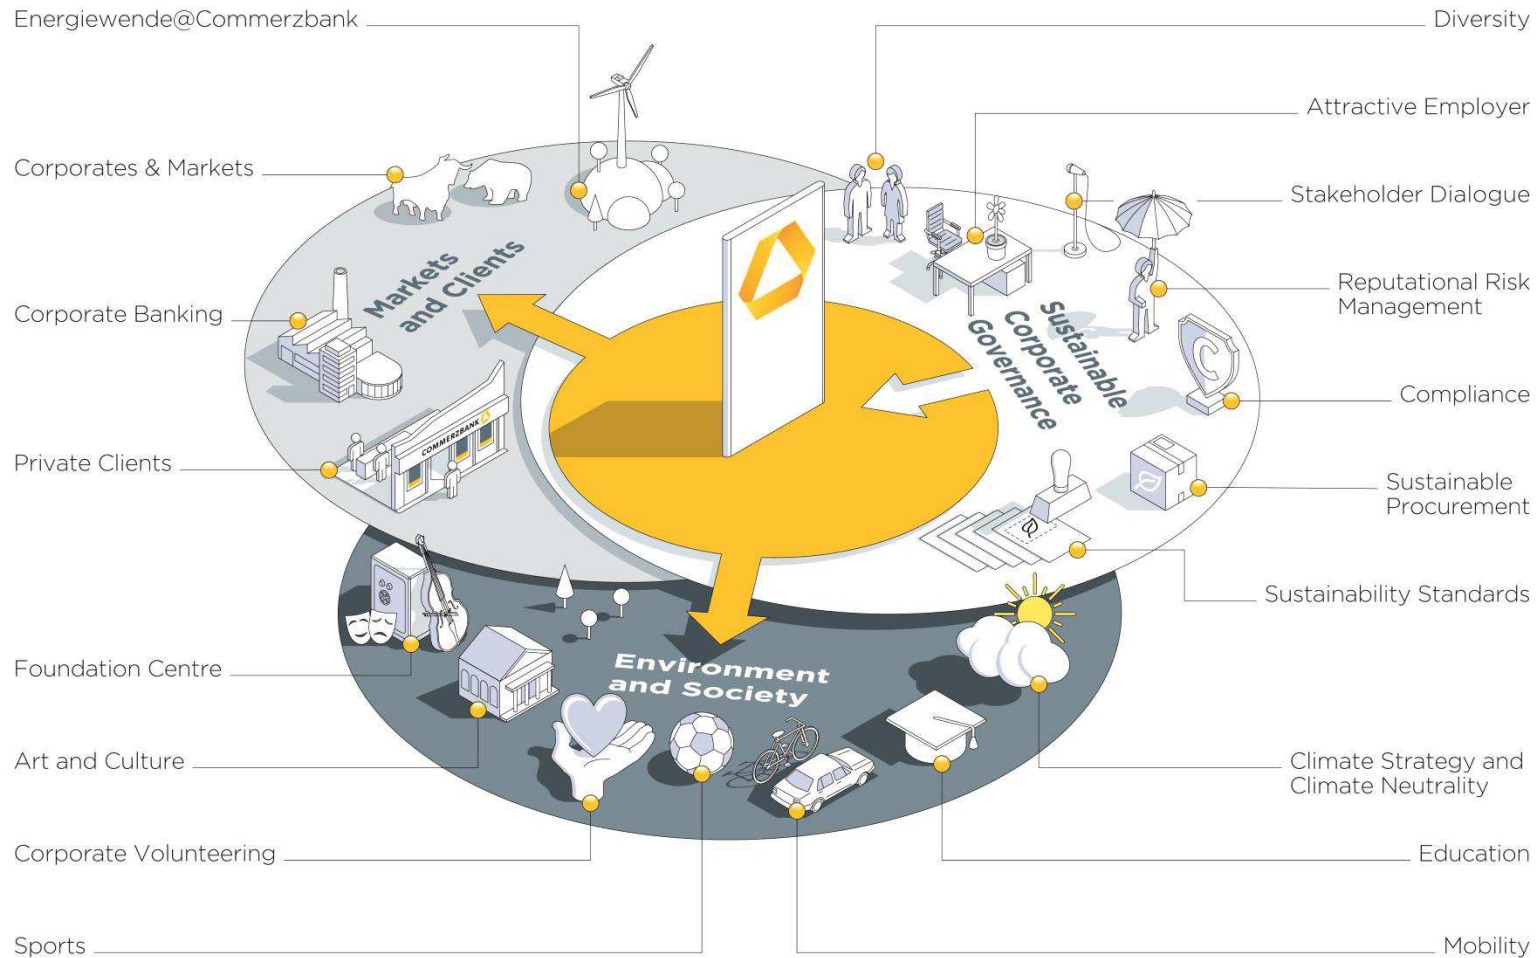 Energiewende@Commerzbank
Diversity
Attractive Employer
Corporates & Markets
Stakeholder Dialogue
Markets
and Clients
Reputational Risk
Management
Corporate Banking
Sustainable
Corporate
Governance
C
Compliance
COMMERZBANK
Private Clients
Sustainable
Procurement
Sustainability Standards
Foundation Centre
Environment
and Society
Art and Culture
Climate Strategy and
Climate Neutrality
Corporate Volunteering
Education
Sports
Mobility